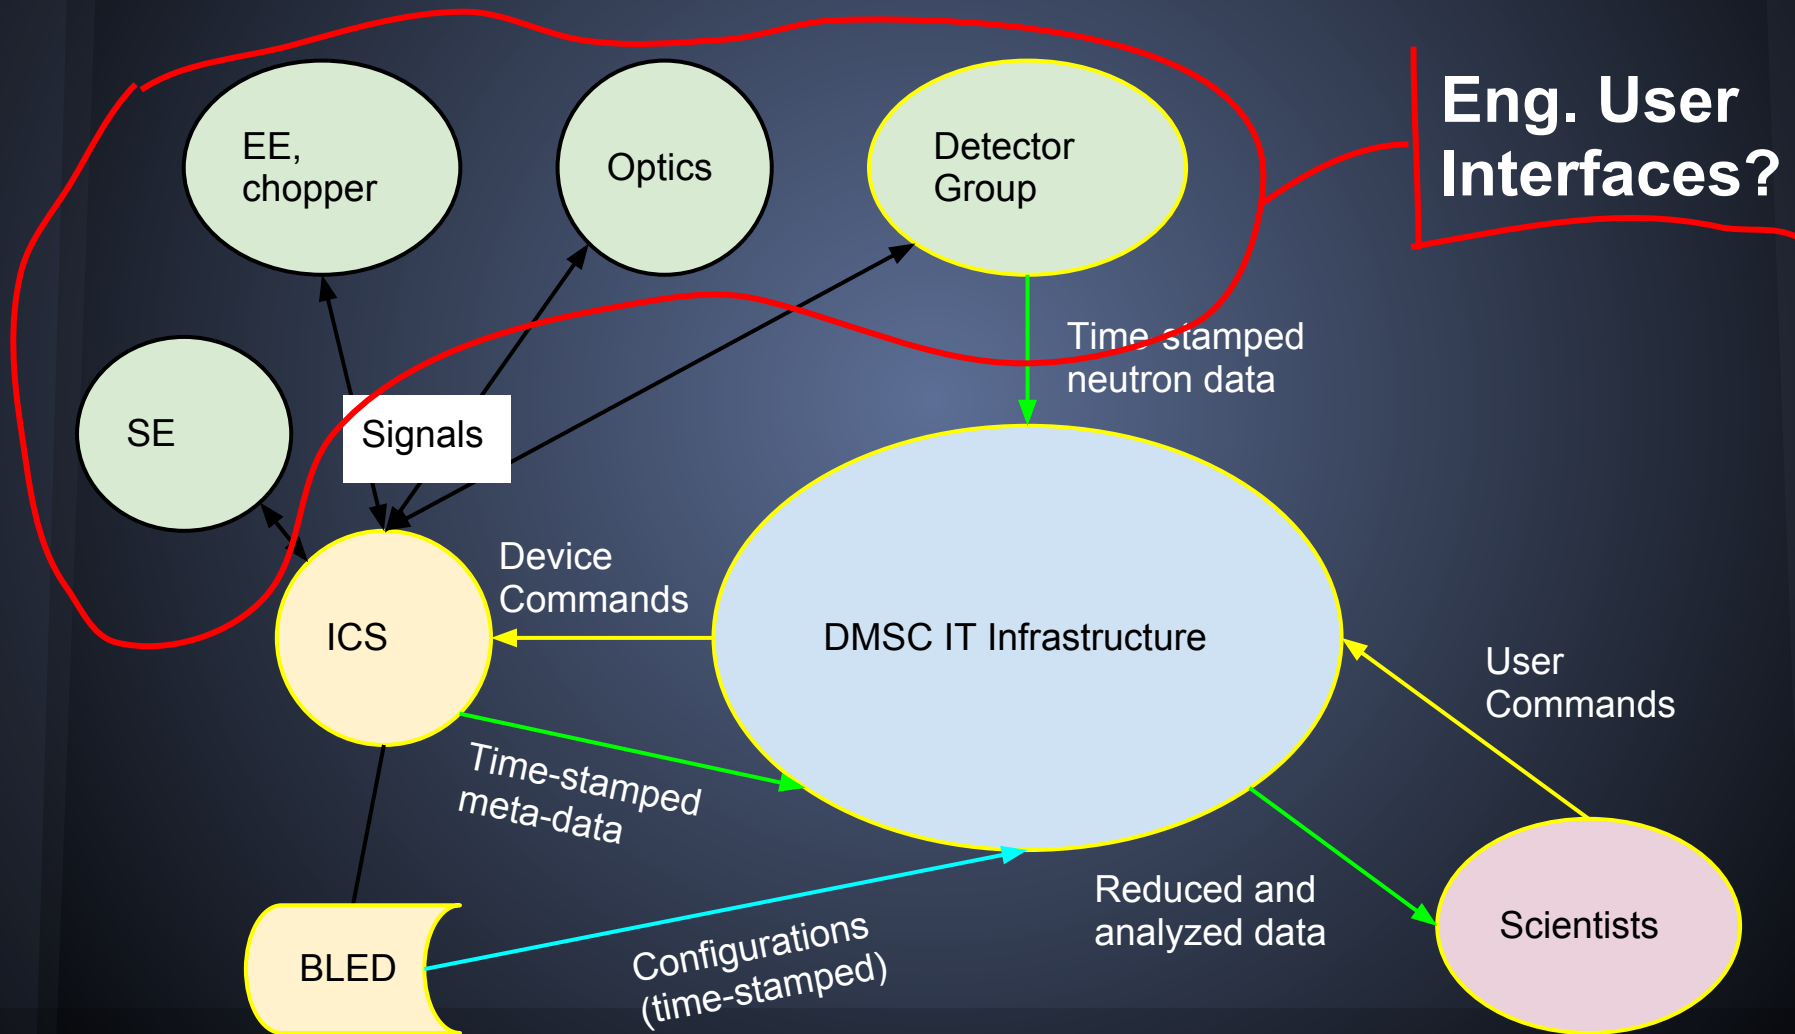 Eng. User
Interfaces?
EE,
chopper
Optics
Detector
Group
Time-stamped
neutron data
SE
Signals
Device
Commands
ICS
DMSC IT Infrastructure
User
Commands
Time-stamped
meta-data
Reduced and
analyzed data
Scientists
BLED
Configurations
(time-stamped)